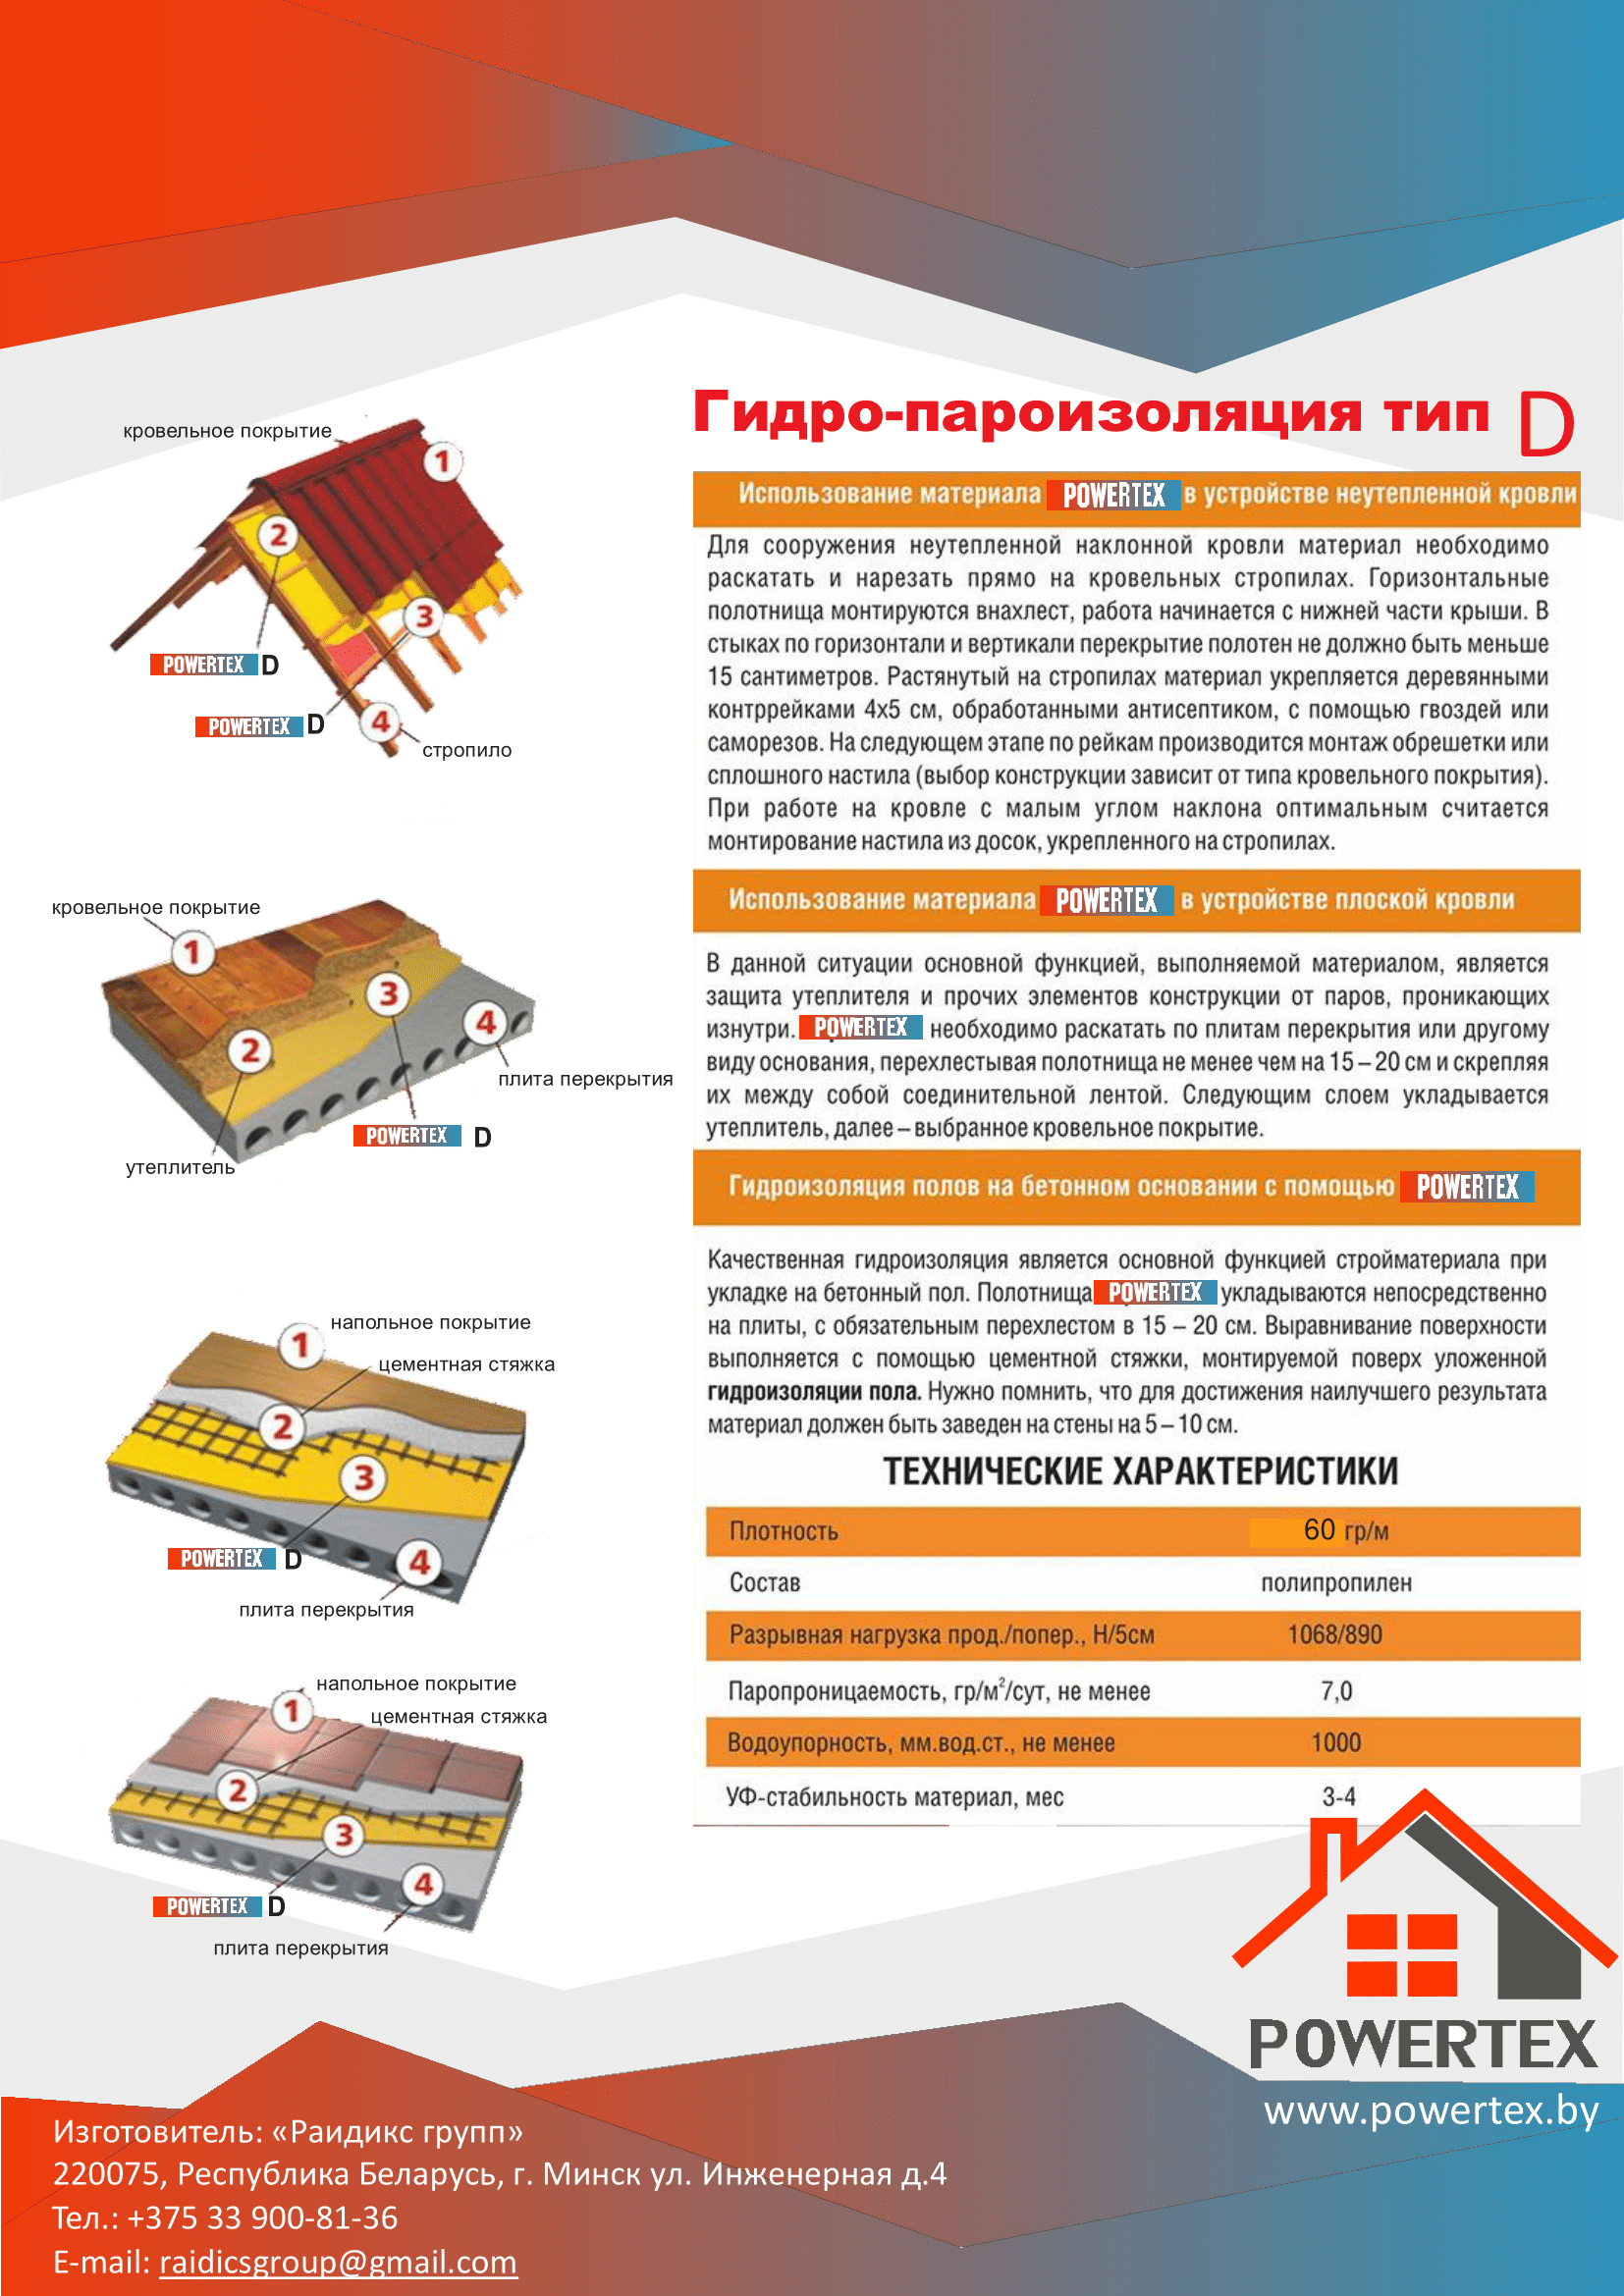 Гидро-пароизоляция тип D
Использование материала POWERTEX в устройстве неутепленной кровли
Для сооружения неутепленной наклонной кровли материал необходимо
раскатать и нарезать прямо на кровельных стропилах. Горизонтальные
полотнища монтируются внахлест, работа начинается с нижней части крыши. В
стыках по горизонтали и вертикали перекрытие полотен не должно быть меньше
15 сантиметров. Растянутый на стропилах материал укрепляется деревянными
контррейками 4х5 см, обработанными антисептиком, с помощью гвоздей или
саморезов. На следующем этапе по рейкам производится монтаж обрешетки или
сплошного настила (выбор конструкции зависит от типа кровельного покрытия).
При работе на кровле с малым углом наклона оптимальным считается
монтирование настила из досок, укрепленного на стропилах.
кровельное покрытие
1
2
3
POWERTEX D
POWERTEX D
4
стропило
Использование материала POWERTEX в устройстве плоской кровли
В данной ситуации основной функцией, выполняемой материалом, является
защита утеплителя и прочих элементов конструкции от паров, проникающих
изнутри. POWERTEX необходимо раскатать по плитам перекрытия или другому
виду основания, перехлестывая полотнища не менее чем на 15 – 20 см и скрепляя
их между собой соединительной лентой. Следующим слоем укладывается
утеплитель, далее – выбранное кровельное покрытие.
кровельное покрытие
1
3
4
2
плита перекрытия
POWERTEX D
утеплитель
Гидроизоляция полов на бетонном основании с помощью POWERTEX
Качественная гидроизоляция является основной функцией стройматериала при
укладке на бетонный пол. Полотнища POWERTEX укладываются непосредственно
на плиты, с обязательным перехлестом в 15 – 20 см. Выравнивание поверхности
выполняется с помощью цементной стяжки, монтируемой поверх уложенной
гидроизоляции пола. Нужно помнить, что для достижения наилучшего результата
материал должен быть заведен на стены на 5 – 10 см.
напольное покрытие
1
цементная стяжка
2
3
POWERTEX D
4
плита перекрытия
ТЕХНИЧЕСКИЕ ХАРАКТЕРИСТИКИ
Плотность 60 гр/м
Состав полипропилен
Разрывная нагрузка прод./попер., Н/5см 1068/890
Паропроницаемость, гр/м²/сут, не менее 7,0
Водоупорность, мм.вод.ст., не менее 1000
УФ-стабильность материал, мес 3-4
напольное покрытие
1
цементная стяжка
2
3
4
POWERTEX D
плита перекрытия
POWERTEX
www.powertex.by
Изготовитель: «Раидикс групп»
220075, Республика Беларусь, г. Минск ул. Инженерная д.4
Тел.: +375 33 900-81-36
E-mail: raidicsgroup@gmail.com